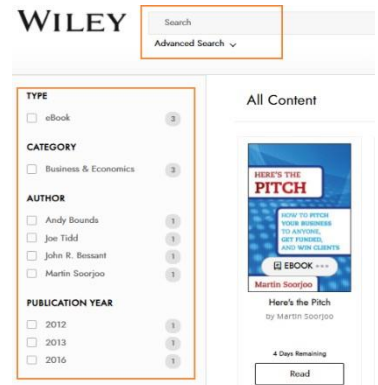 WILEY
Search
Advanced Search
TYPE
eBook 3
CATEGORY
Business & Economics 3
AUTHOR
Andy Bounds 1
Joe Tidd 1
John R. Bessant 1
Martin Soorjoo 1
PUBLICATION YEAR
2012 1
2013 1
2016 1
All Content
HERE'S THE
PITCH
HOW TO PITCH
YOUR BUSINESS
TO ANYONE,
GET FUNDED,
AND WIN CLIENTS
EBOOK
Martin Soorjoo
Here's the Pitch
by Martin Soorjoo
4 Days Remaining
Read